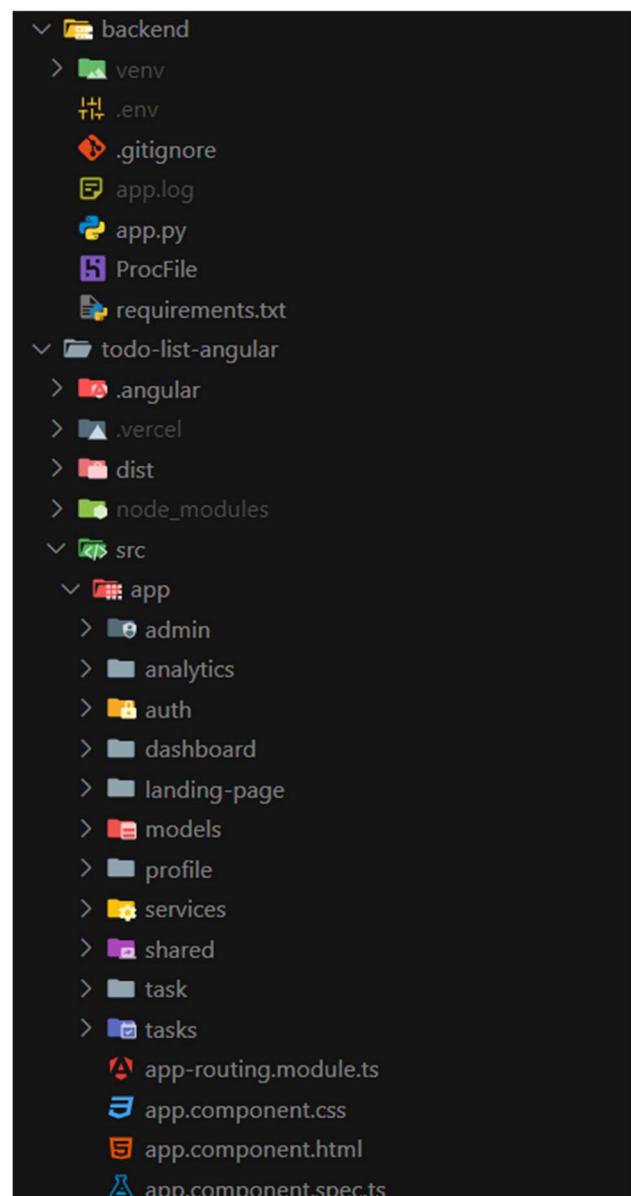 backend
venv
.env
.gitignore
app.log
app.py
ProcFile
requirements.txt
todo-list-angular
.angular
.vercel
dist
node_modules
src
app
admin
analytics
auth
dashboard
landing-page
models
profile
services
shared
task
tasks
app-routing.module.ts
app.component.css
app.component.html
app.component.spec.ts